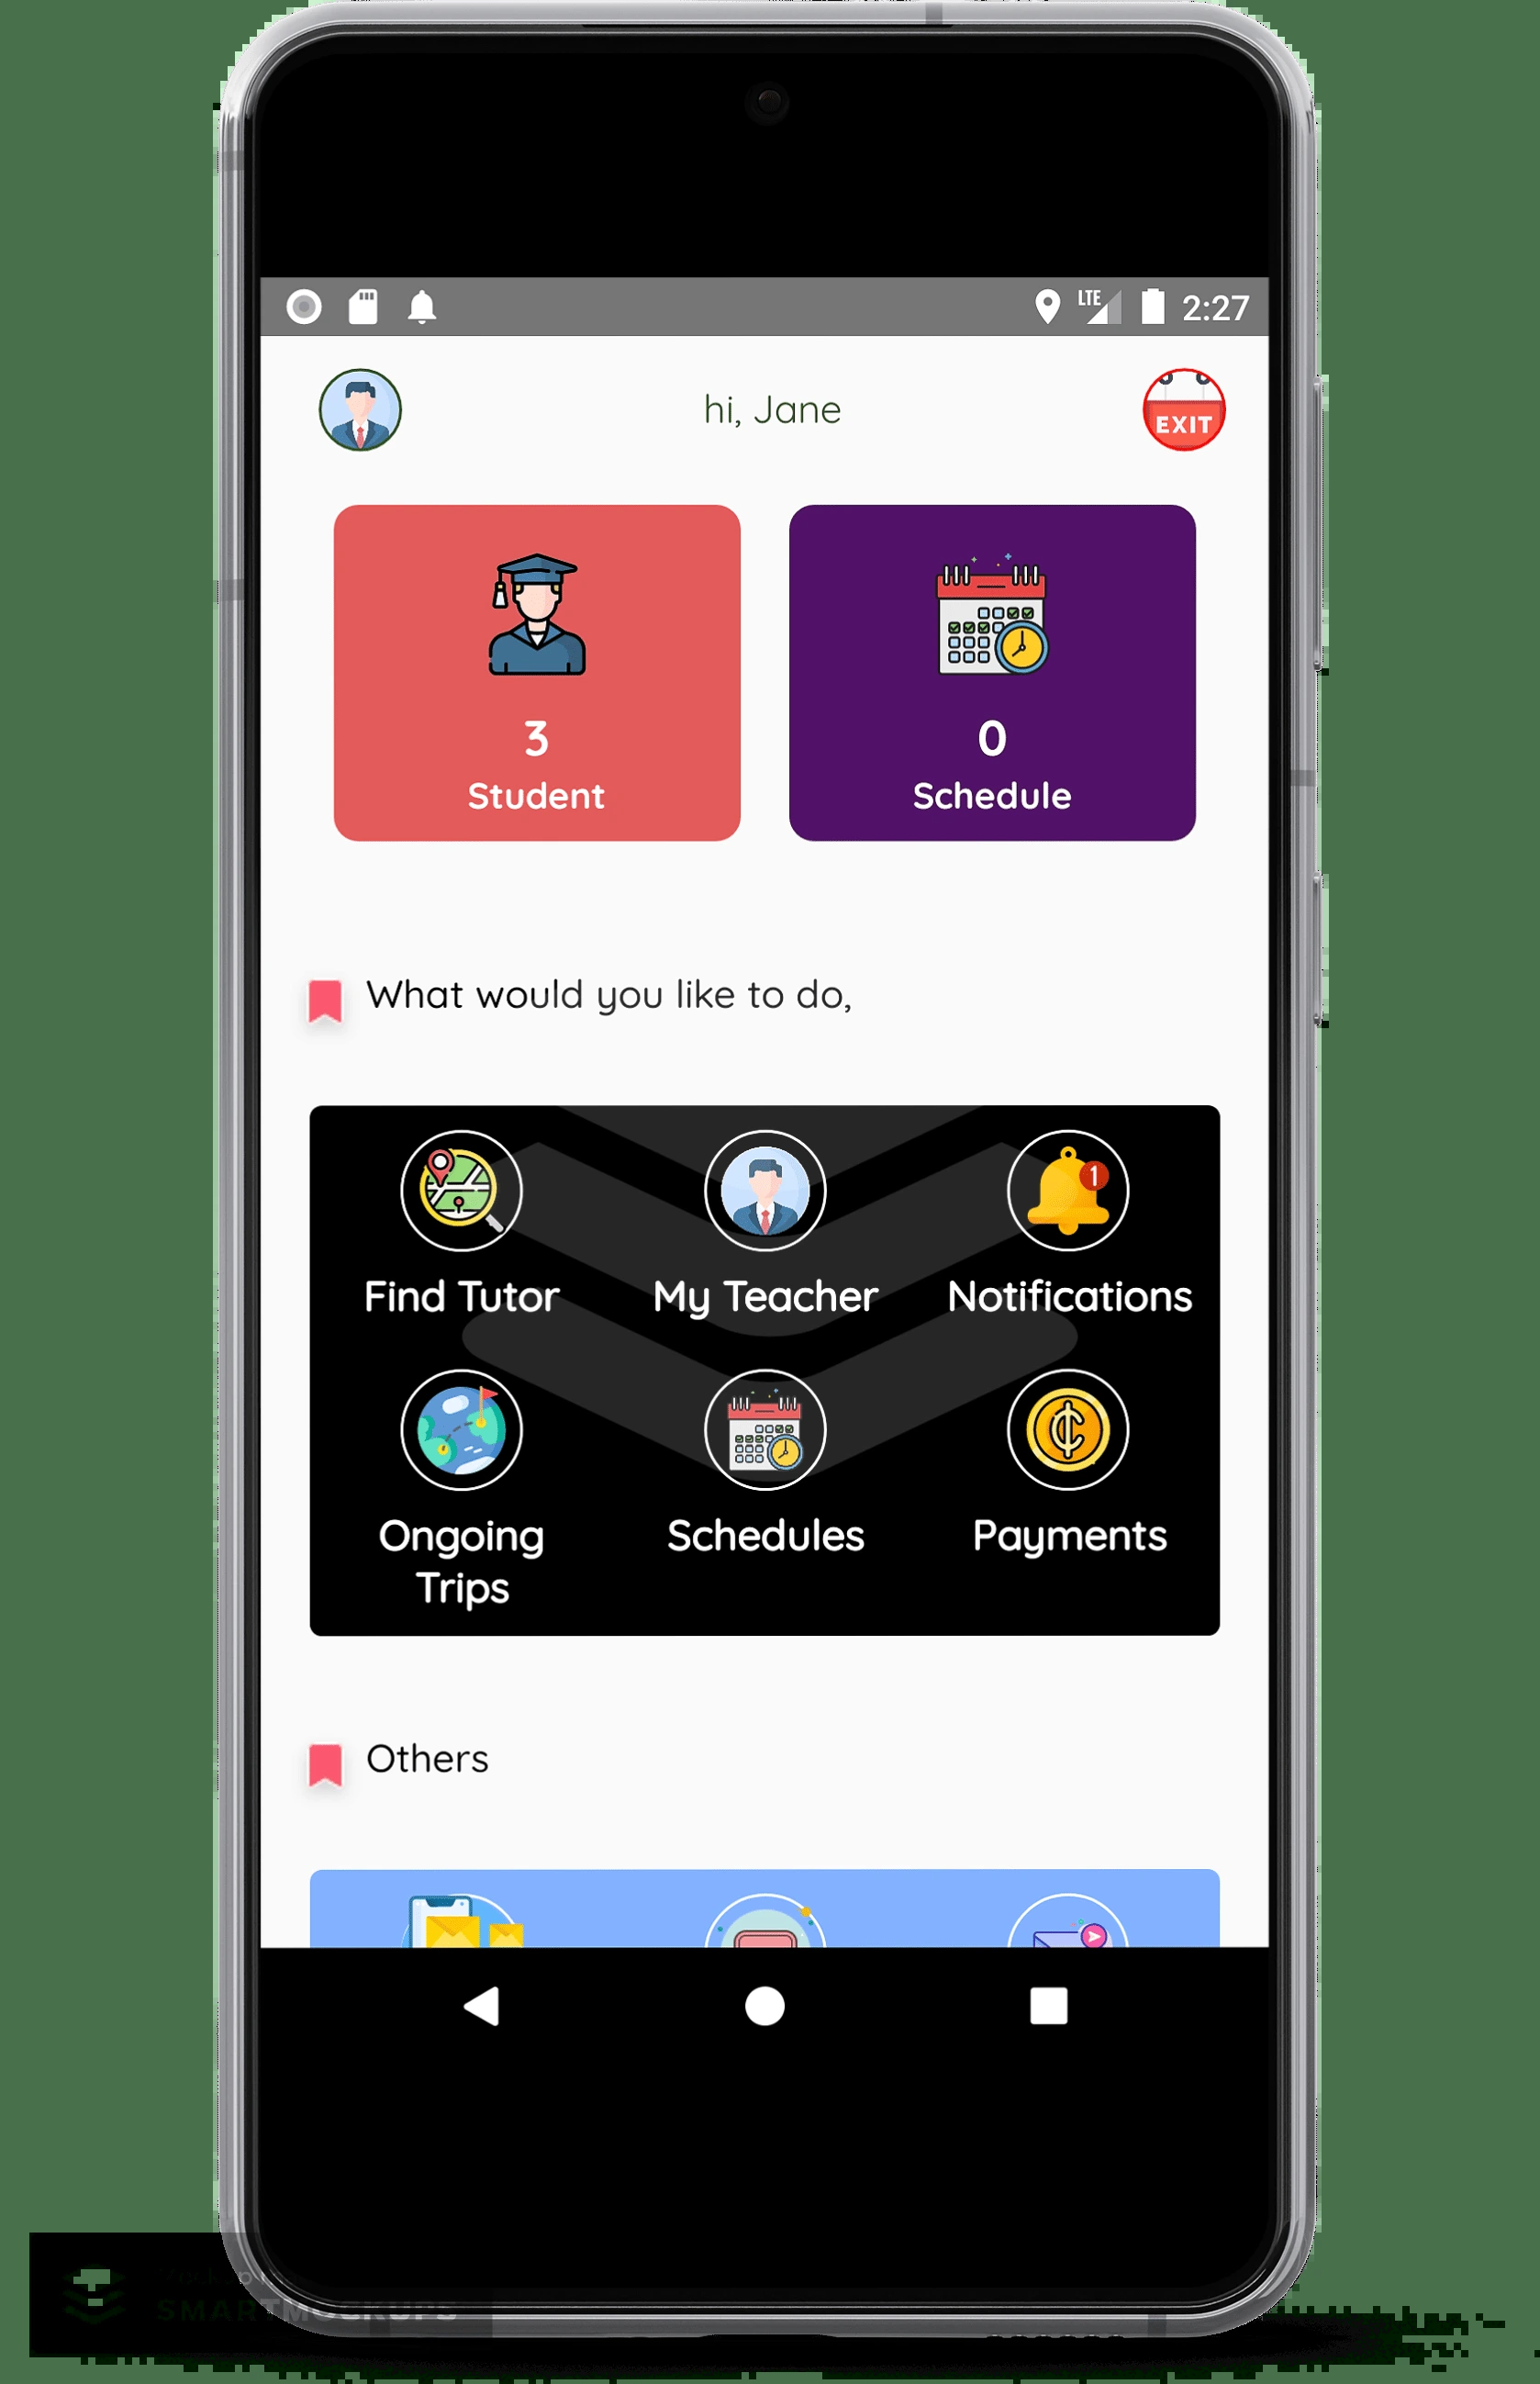 LTE 2:27
hi, Jane
EXIT
3
Student
0
Schedule
What would you like to do,
1
Find Tutor
My Teacher
Notifications
Ongoing
Trips
Schedules
Payments
Others
SMARTMOCKUPS